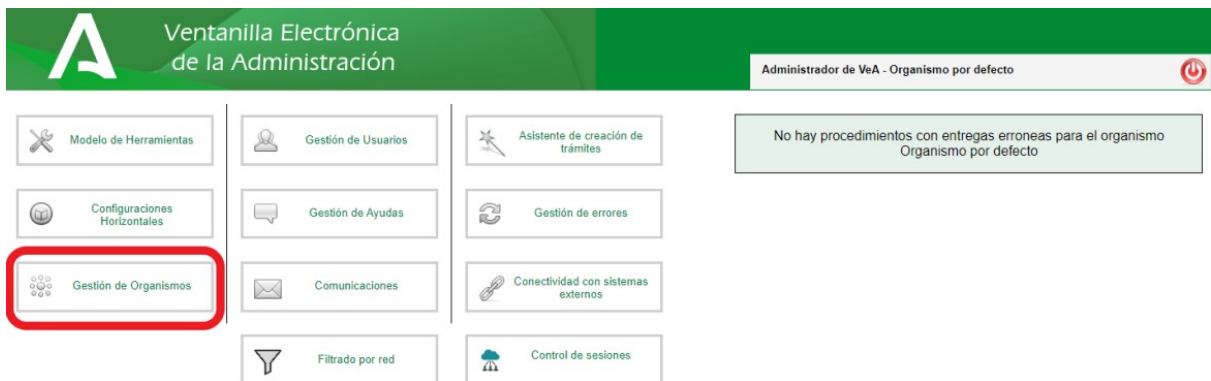 Ventanilla Electrónica
de la Administración
Administrador de VeA - Organismo por defecto
Modelo de Herramientas
Gestión de Usuarios
Asistente de creación de
trámites
No hay procedimientos con entregas erroneas para el organismo
Organismo por defecto
Configuraciones
Horizontales
Gestión de Ayudas
Gestión de errores
Gestión de Organismos
Comunicaciones
Conectividad con sistemas
externos
Filtrado por red
Control de sesiones